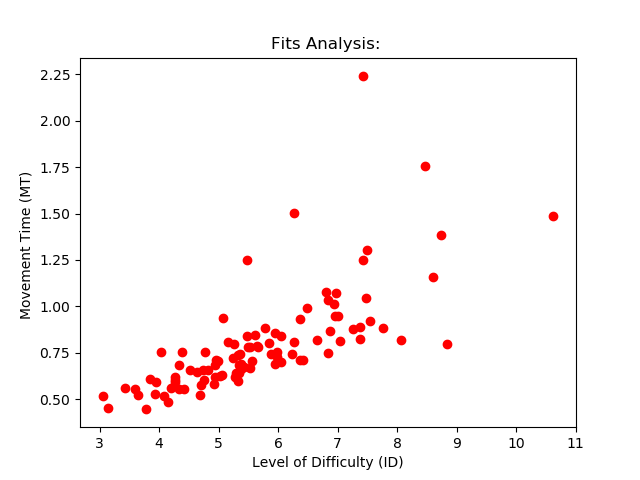 Fits Analysis:
Movement Time (MT)
2.25
2.00
1.75
1.50
1.25
1.00
0.75
0.50
3 4 5 6 7 8 9 10 11
Level of Difficulty (ID)